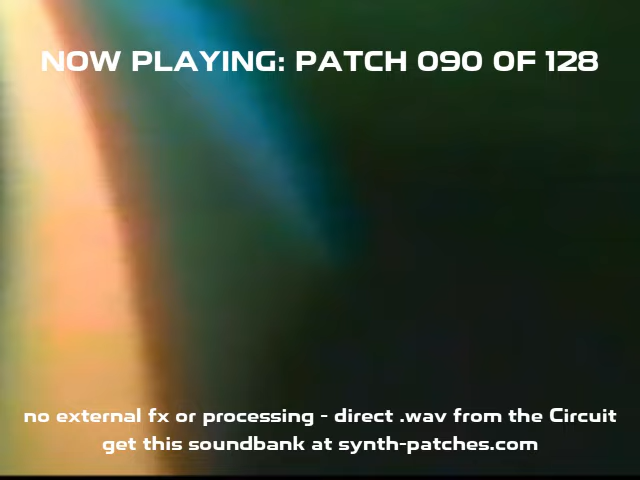 NOW PLAYING: PATCH 090 OF 128
no external fx or processing - direct .wav from the Circuit
get this soundbank at synth-patches.com